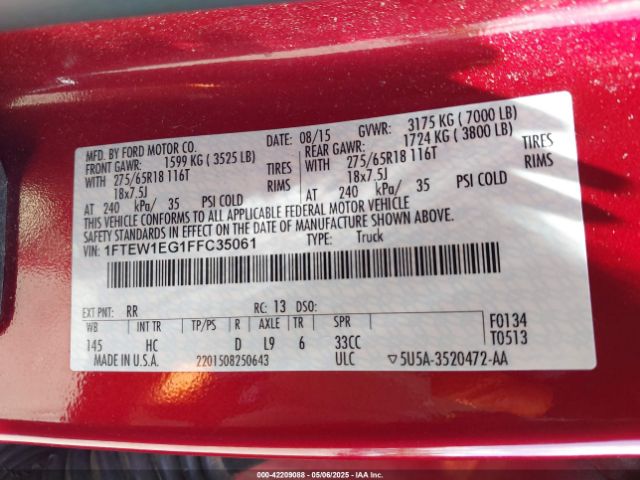 MFD. BY FORD MOTOR CO. DATE: 08/15 GVWR: 3175 KG ( 7000 LB)
FRONT GAWR: 1599 KG ( 3525 LB) REAR GAWR: 1724 KG ( 3800 LB)
WITH 275/65R18 116T TIRES WITH 275/65R18 116T TIRES
18x7.5J RIMS 18x7.5J RIMS
AT 240 kPa/ 35 PSI COLD AT 240 kPa/ 35 PSI COLD
THIS VEHICLE CONFORMS TO ALL APPLICABLE FEDERAL MOTOR VEHICLE
SAFETY STANDARDS IN EFFECT ON THE DATE OF MANUFACTURE SHOWN ABOVE.
VIN: 1FTEW1EG1FFC35061 TYPE: Truck
EXT PNT: RR RC: 13 DSO:
WB INT TR TP/PS R AXLE TR SPR F0134
145 HC D L9 6 33CC T0513
MADE IN U.S.A. 2201508250643 ULC ▽5U5A-3520472-AA
000-42209088 - 05/06/2025 - IAAI.com